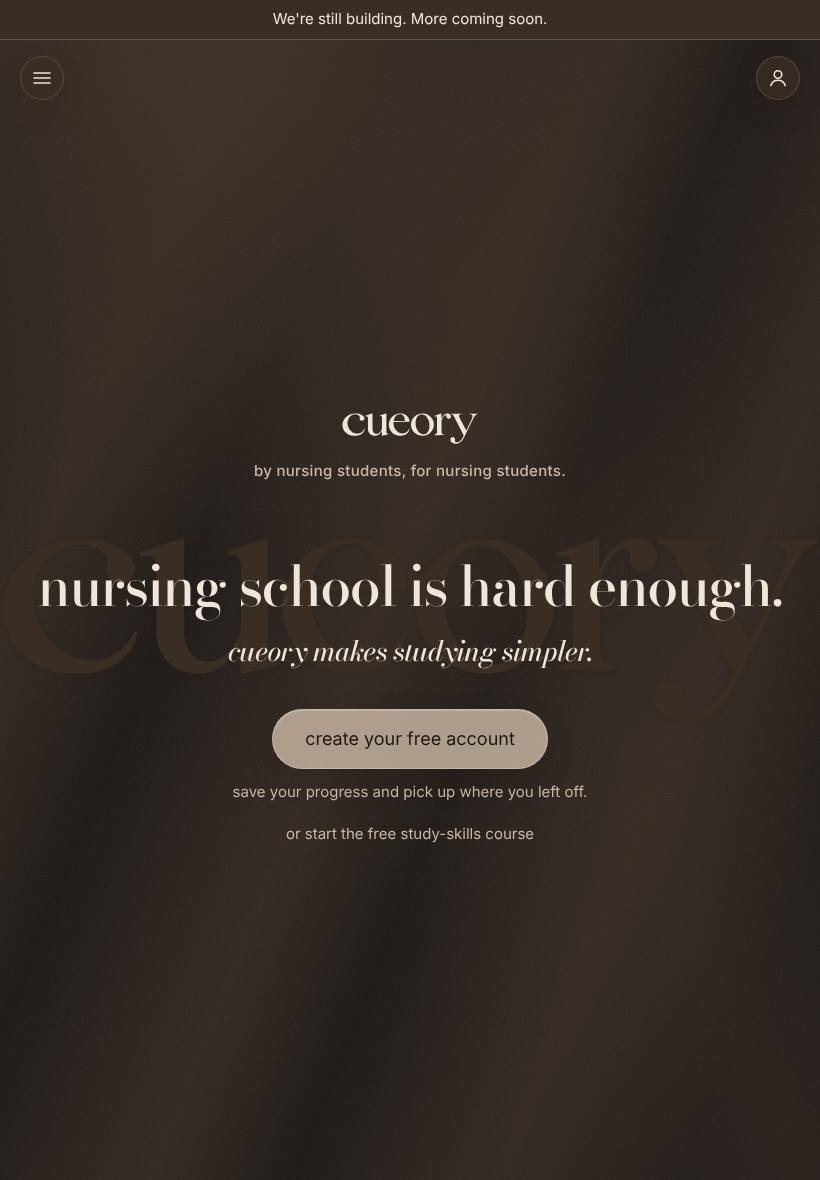 We're still building. More coming soon.
cueory
by nursing students, for nursing students.
cueory
nursing school is hard enough.
cueory makes studying simpler.
create your free account
save your progress and pick up where you left off.
or start the free study-skills course